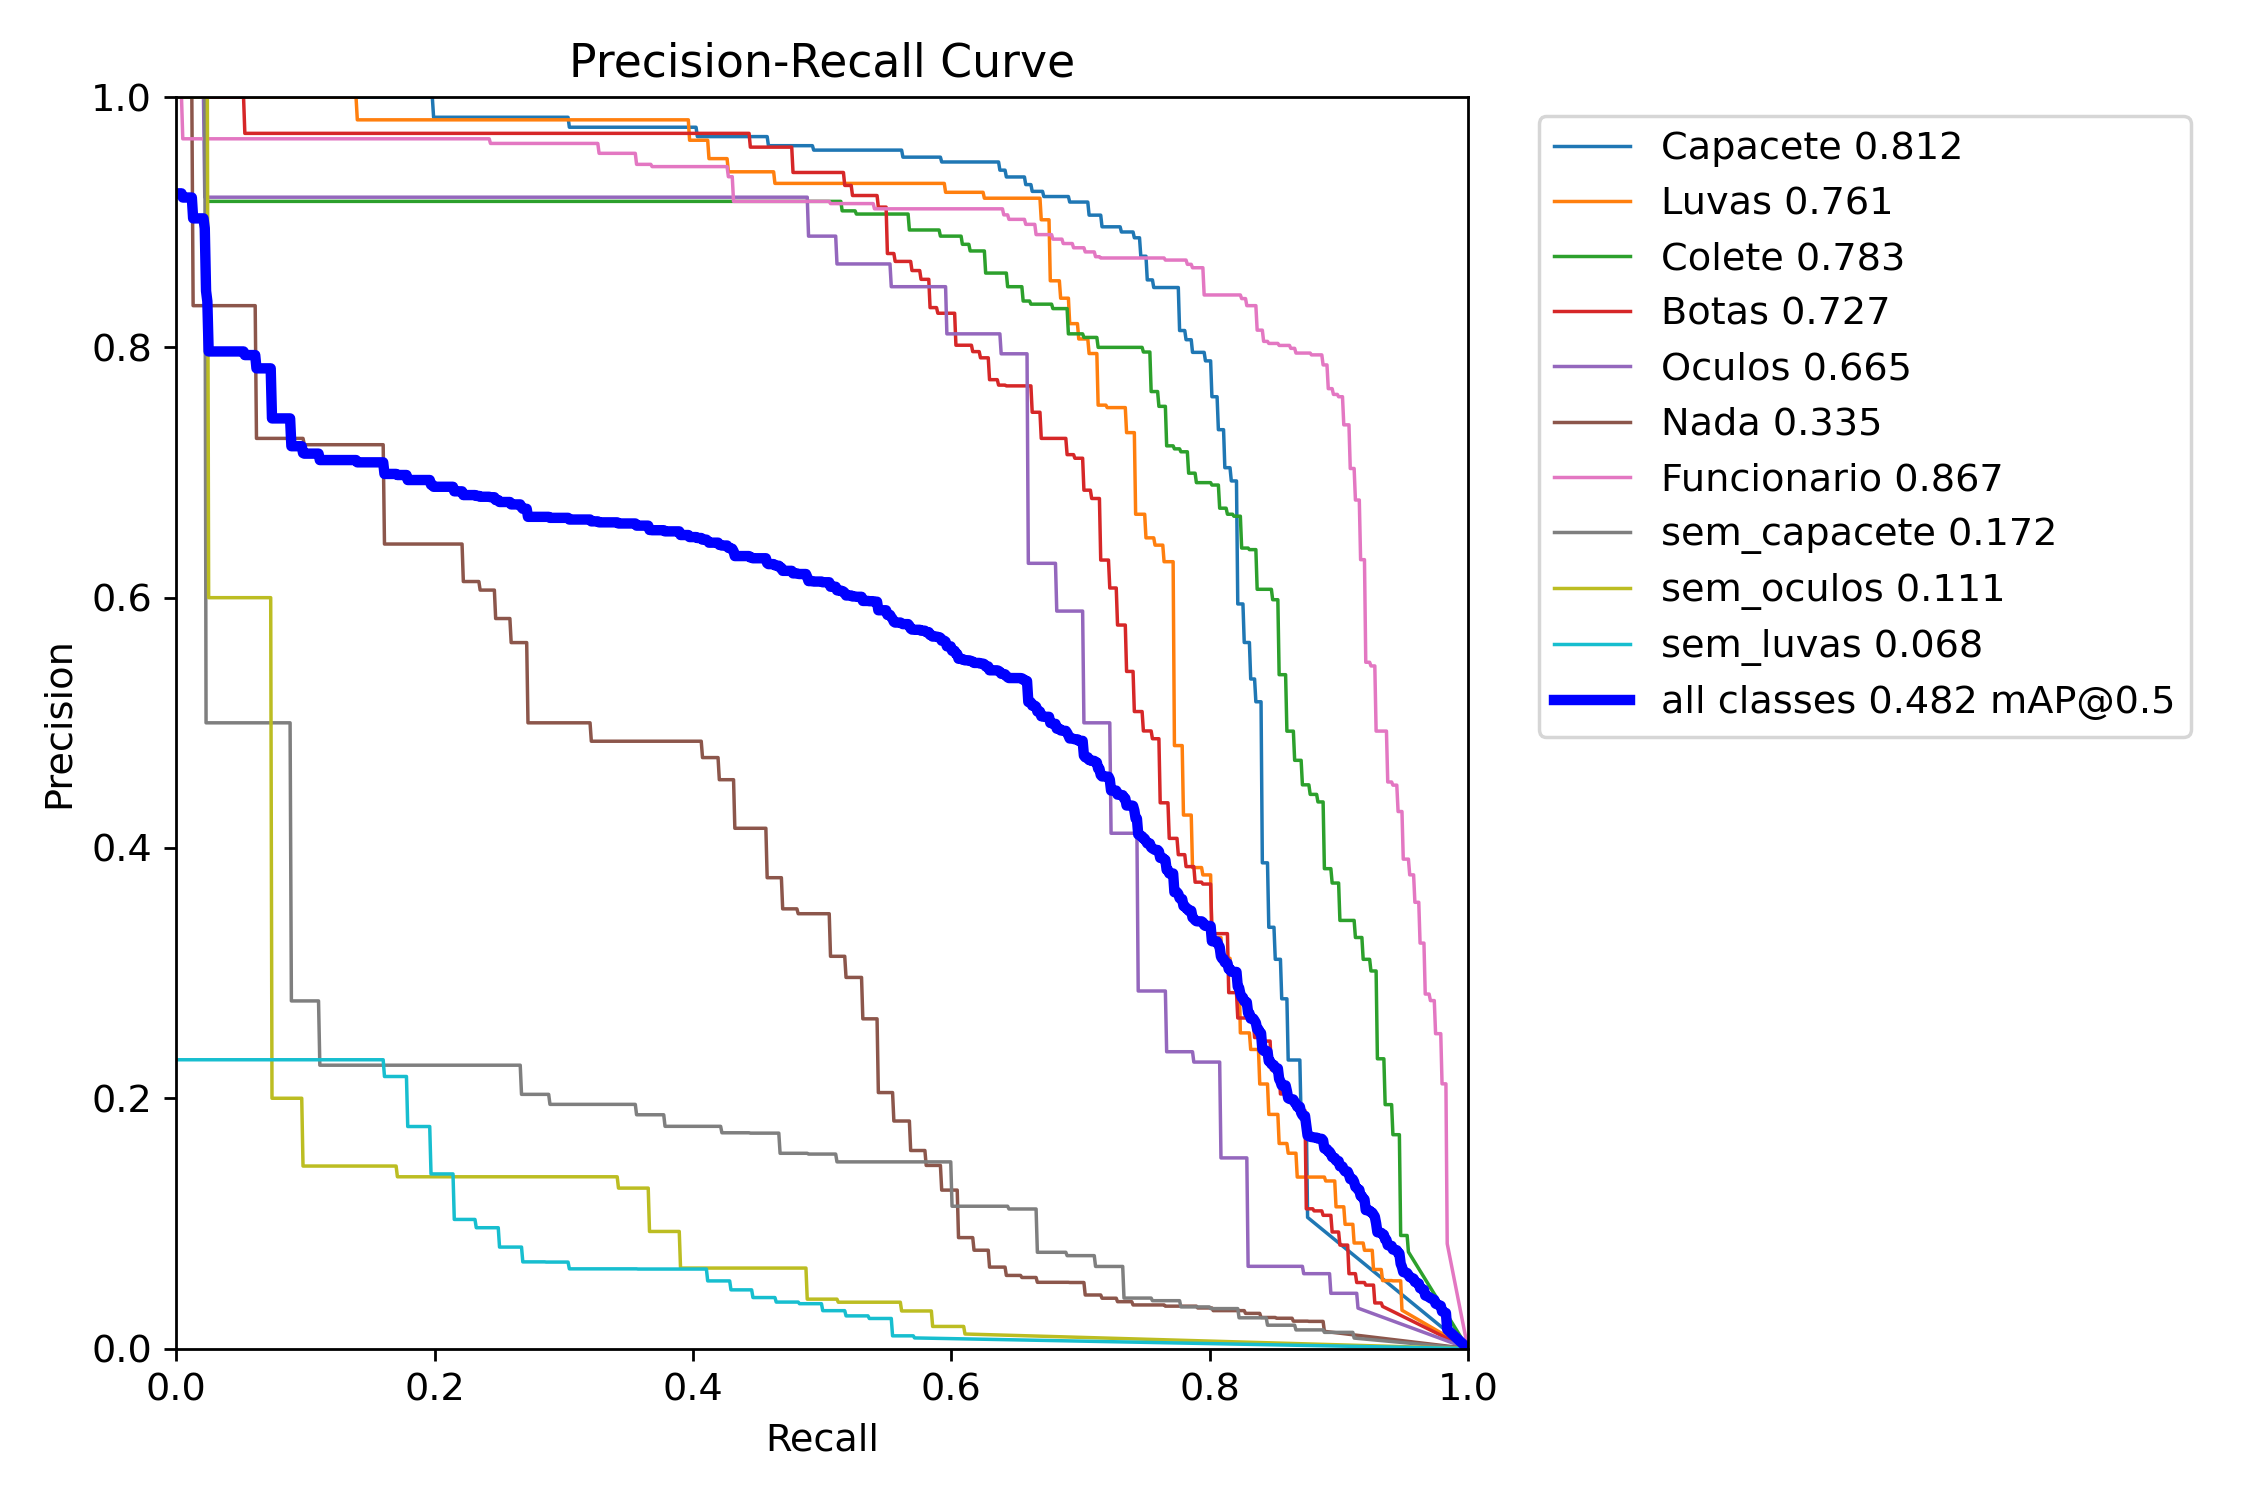 Precision-Recall Curve
1.0
0.8
0.6
0.4
0.2
0.0
Precision
0.0 0.2 0.4 0.6 0.8 1.0
Recall
Capacete 0.812
Luvas 0.761
Colete 0.783
Botas 0.727
Oculos 0.665
Nada 0.335
Funcionario 0.867
sem_capacete 0.172
sem_oculos 0.111
sem_luvas 0.068
all classes 0.482 mAP@0.5